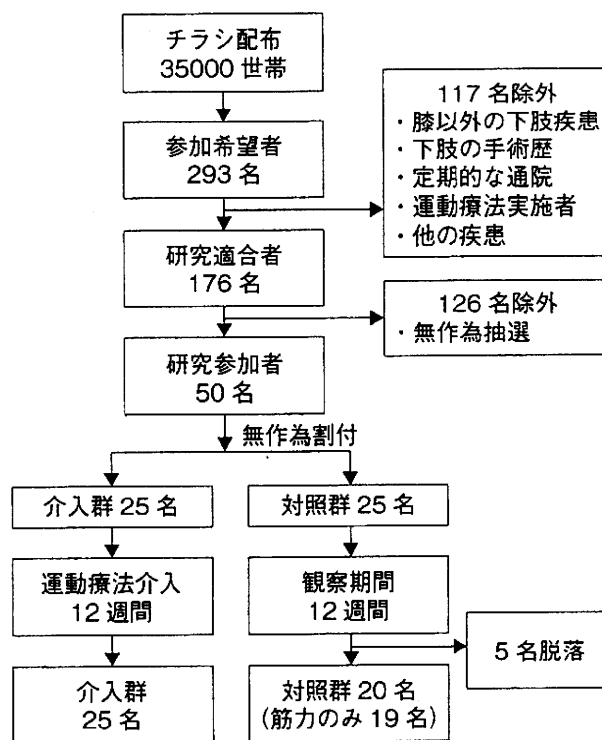 チラシ配布
35000 世帯
117 名除外
・膝以外の下肢疾患
・下肢の手術歴
・定期的な通院
・運動療法実施者
・他の疾患
参加希望者
293 名
研究適合者
176 名
126 名除外
・無作為抽選
研究参加者
50 名
無作為割付
介入群 25 名
対照群 25 名
運動療法介入
12 週間
観察期間
12 週間
5 名脱落
介入群
25 名
対照群 20 名
(筋力のみ 19 名)